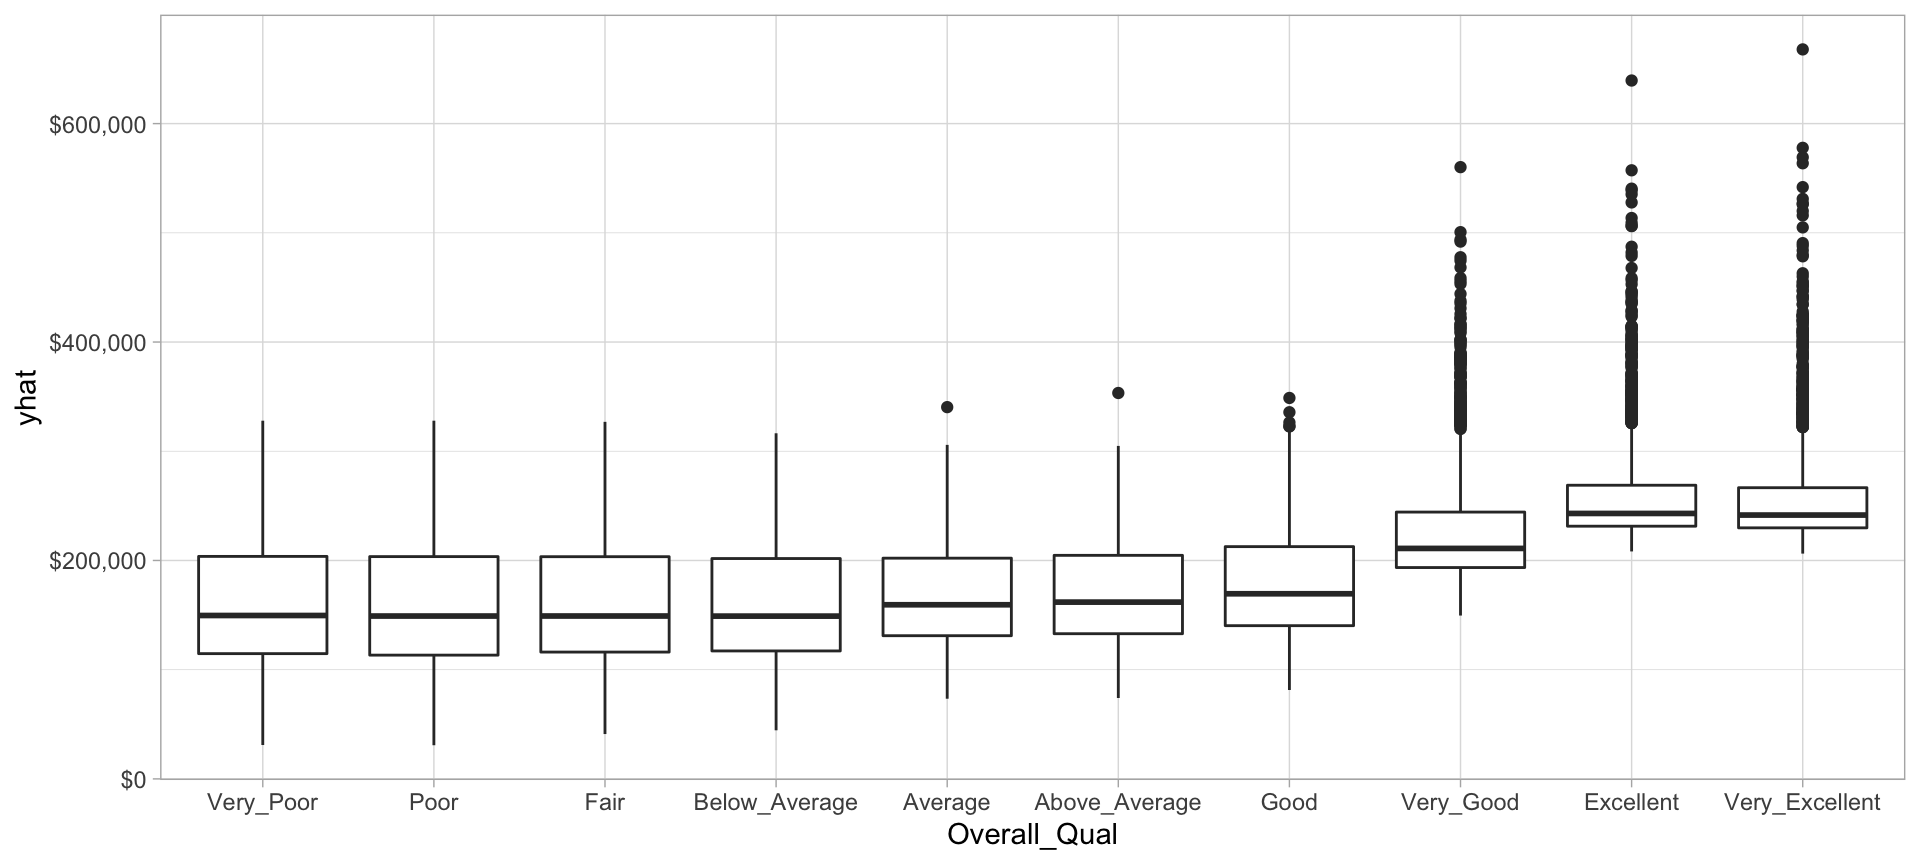 $600,000
$400,000
$200,000
$0
yhat
Very_Poor Poor Fair Below_Average Average Above_Average Good Very_Good Excellent Very_Excellent
Overall_Qual